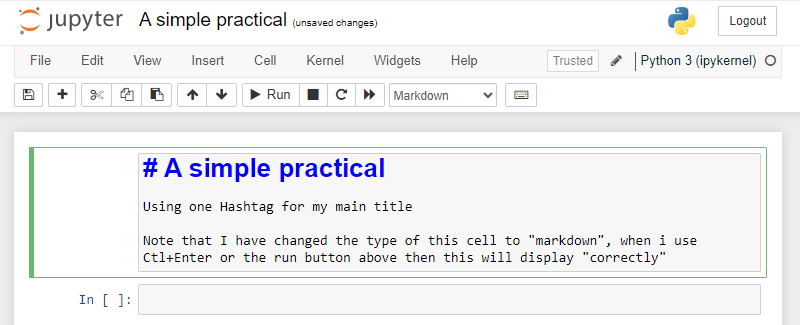 jupyter A simple practical (unsaved changes) Logout
File Edit View Insert Cell Kernel Widgets Help Trusted Python 3 (ipykernel)
Run Markdown
# A simple practical
Using one Hashtag for my main title
Note that I have changed the type of this cell to "markdown", when i use
Ctl+Enter or the run button above then this will display "correctly"
In [ ]: